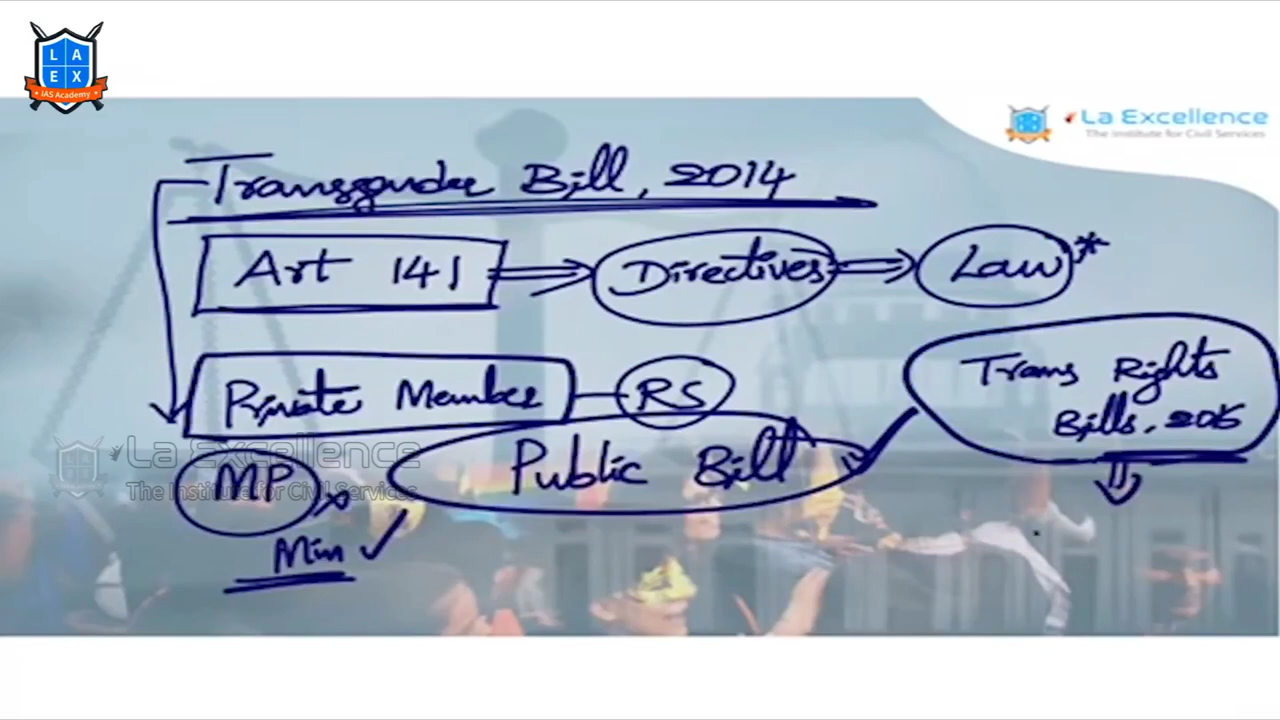 L A
E X
IAS Academy
La Excellence
The Institute for Civil Services
Transgender Bill, 2014
Art 141 Directives Law*
Private Member RS
Trans Rights
Bills, 2015
La Excellence
The Institute for Civil Services
MP
Public Bill
Min